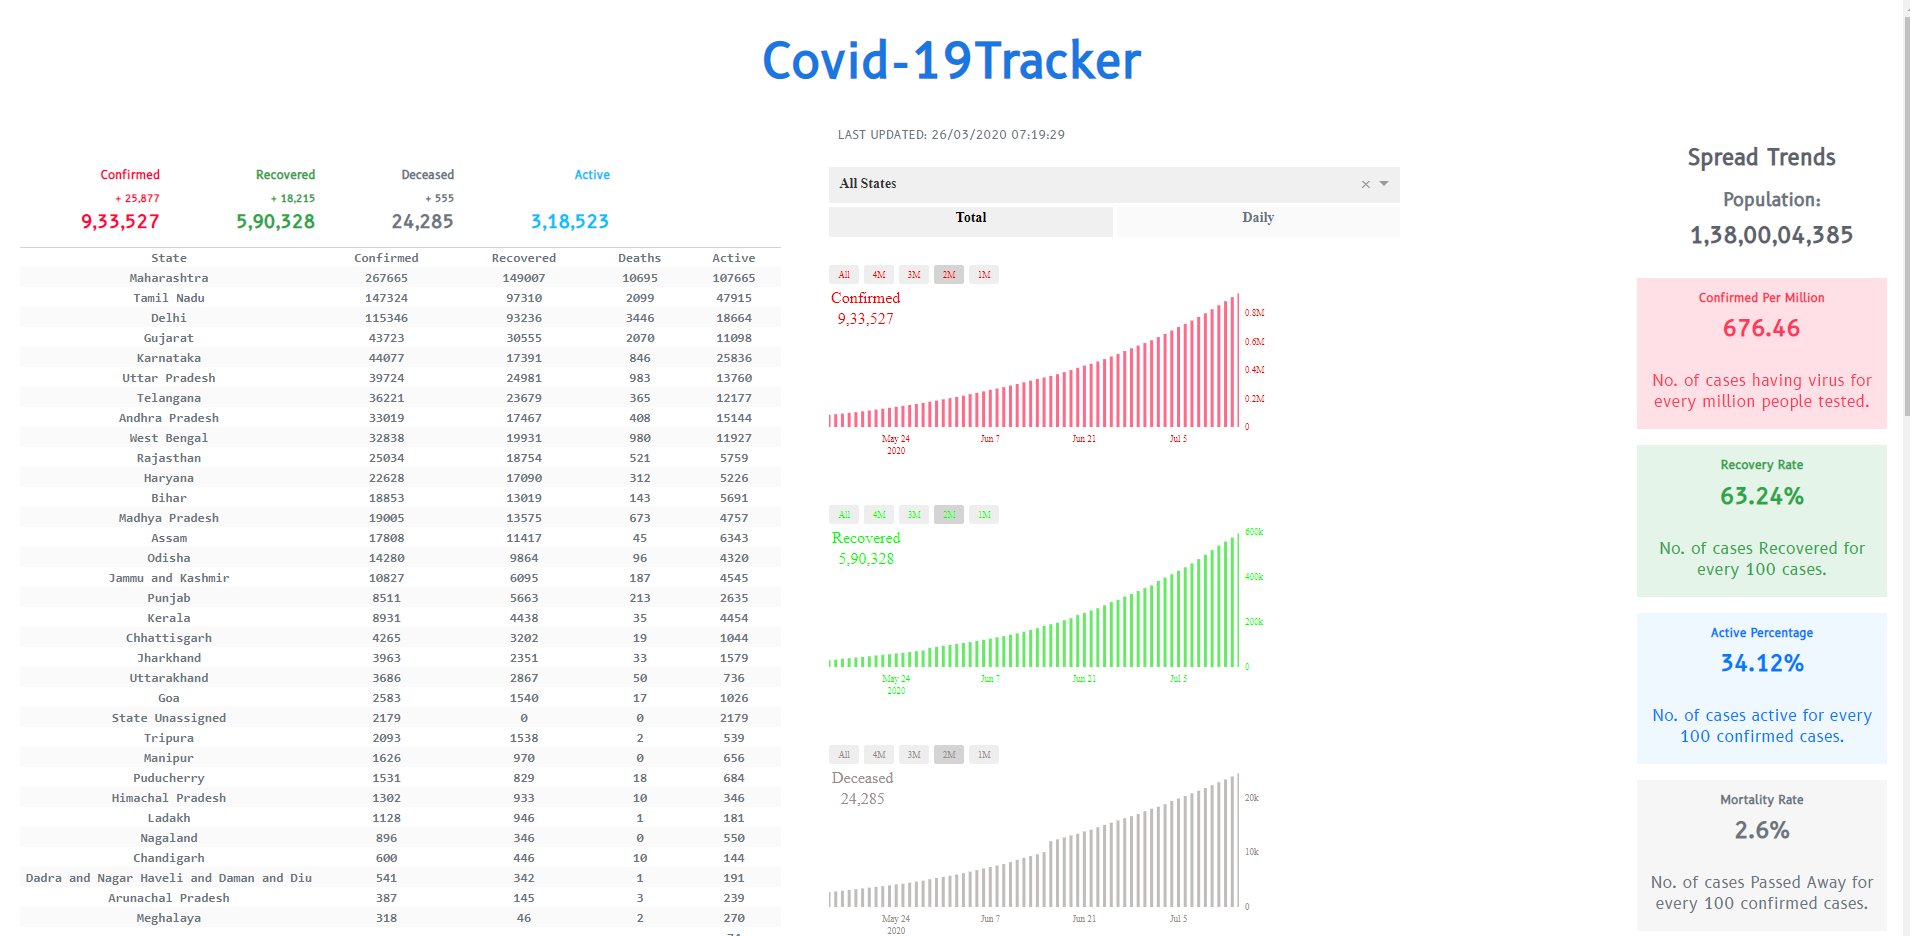 Covid-19Tracker
LAST UPDATED: 26/03/2020 07:19:29
Confirmed Recovered Deceased Active
+ 25,877 + 18,215 + 555
9,33,527 5,90,328 24,285 3,18,523
State Confirmed Recovered Deaths Active
Maharashtra 267665 149007 10695 107665
Tamil Nadu 147324 97310 2099 47915
Delhi 115346 93236 3446 18664
Gujarat 43723 30555 2070 11098
Karnataka 44077 17391 846 25836
Uttar Pradesh 39724 24981 983 13760
Telangana 36221 23679 365 12177
Andhra Pradesh 33019 17467 408 15144
West Bengal 32838 19931 980 11927
Rajasthan 25034 18754 521 5759
Haryana 22628 17090 312 5226
Bihar 18853 13019 143 5691
Madhya Pradesh 19005 13575 673 4757
Assam 17808 11417 45 6343
Odisha 14280 9864 96 4320
Jammu and Kashmir 10827 6095 187 4545
Punjab 8511 5663 213 2635
Kerala 8931 4438 35 4454
Chhattisgarh 4265 3202 19 1044
Jharkhand 3963 2351 33 1579
Uttarakhand 3686 2867 50 736
Goa 2583 1540 17 1026
State Unassigned 2179 0 0 2179
Tripura 2093 1538 2 539
Manipur 1626 970 0 656
Puducherry 1531 829 18 684
Himachal Pradesh 1302 933 10 346
Ladakh 1128 946 1 181
Nagaland 896 346 0 550
Chandigarh 600 446 10 144
Dadra and Nagar Haveli and Daman and Diu 541 342 1 191
Arunachal Pradesh 387 145 3 239
Meghalaya 318 46 2 270
All States ×
Total Daily
All 4M 3M 2M 1M
Confirmed
9,33,527
0.8M
0.6M
0.4M
0.2M
0
May 24 Jun 7 Jun 21 Jul 5
2020
All 4M 3M 2M 1M
Recovered
5,90,328
600k
400k
200k
0
May 24 Jun 7 Jun 21 Jul 5
2020
All 4M 3M 2M 1M
Deceased
24,285
20k
10k
0
May 24 Jun 7 Jun 21 Jul 5
2020
Spread Trends
Population:
1,38,00,04,385
Confirmed Per Million
676.46
No. of cases having virus for
every million people tested.
Recovery Rate
63.24%
No. of cases Recovered for
every 100 cases.
Active Percentage
34.12%
No. of cases active for every
100 confirmed cases.
Mortality Rate
2.6%
No. of cases Passed Away for
every 100 confirmed cases.